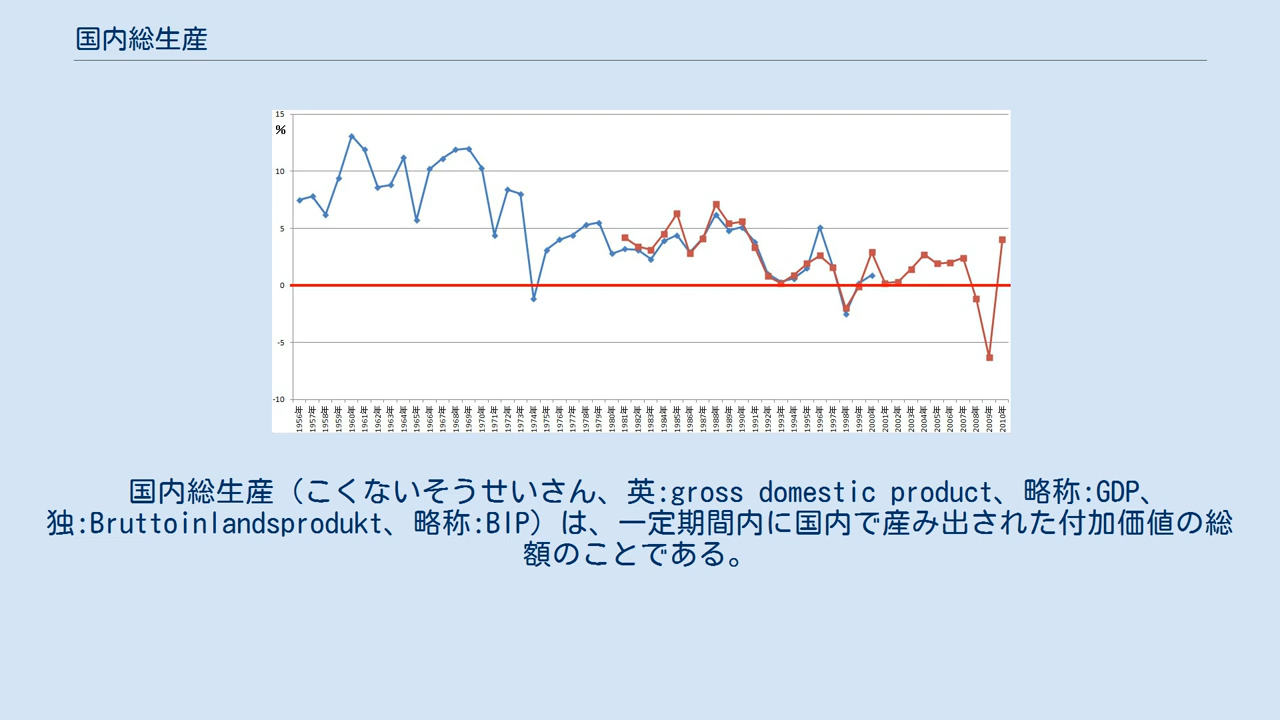 国内総生産
15
%
10
5
0
-5
-10
1956年
1957年
1958年
1959年
1960年
1961年
1962年
1963年
1964年
1965年
1966年
1967年
1968年
1969年
1970年
1971年
1972年
1973年
1974年
1975年
1976年
1977年
1978年
1979年
1980年
1981年
1982年
1983年
1984年
1985年
1986年
1987年
1988年
1989年
1990年
1991年
1992年
1993年
1994年
1995年
1996年
1997年
1998年
1999年
2000年
2001年
2002年
2003年
2004年
2005年
2006年
2007年
2008年
2009年
2010年
国内総生産（こくないそうせいさん、英:gross domestic product、略称:GDP、
独:Bruttoinlandsprodukt、略称:BIP）は、一定期間内に国内で産み出された付加価値の総
額のことである。